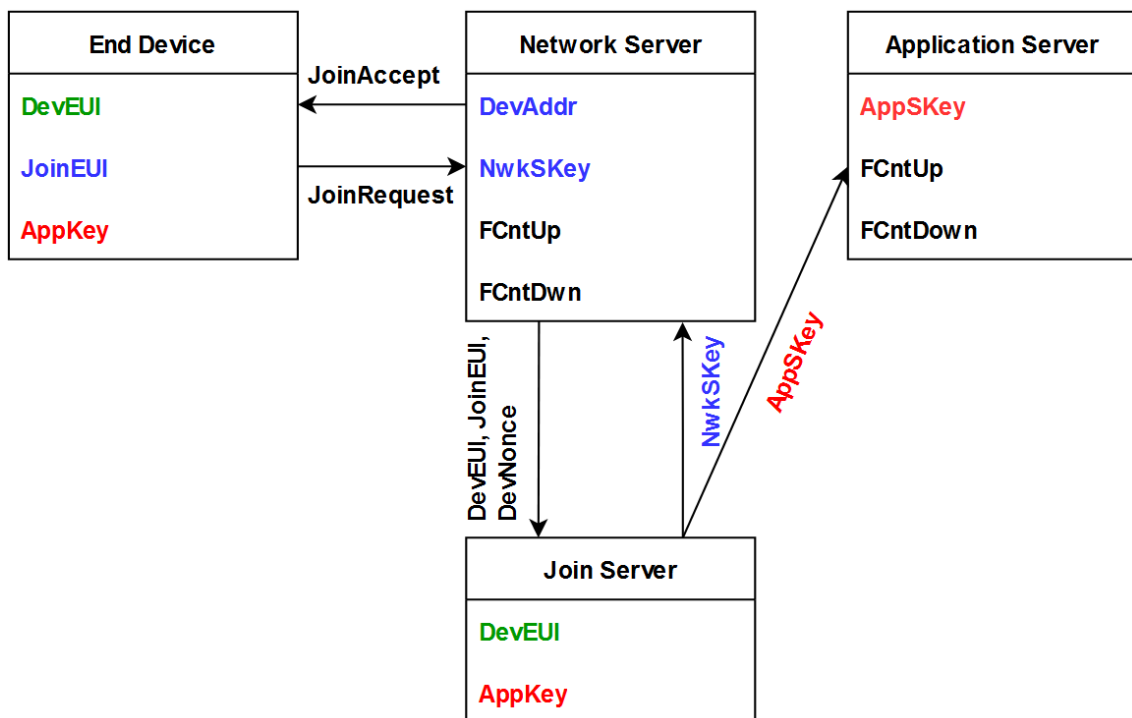 End Device
DevEUI
JoinEUI
AppKey
JoinAccept
JoinRequest
Network Server
DevAddr
NwkSKey
FCntUp
FCntDwn
Application Server
AppSKey
FCntUp
FCntDown
DevEUI, JoinEUI,
DevNonce
NwkSKey
AppSKey
Join Server
DevEUI
AppKey